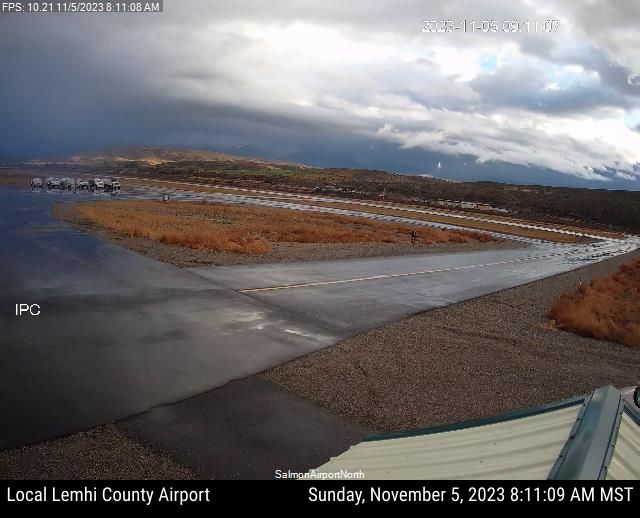 FPS: 10.21 11/5/2023 8:11:08 AM
2023-11-05 09:11:07
IPC
SalmonAirportNorth
Local Lemhi County Airport
Sunday, November 5, 2023 8:11:09 AM MST